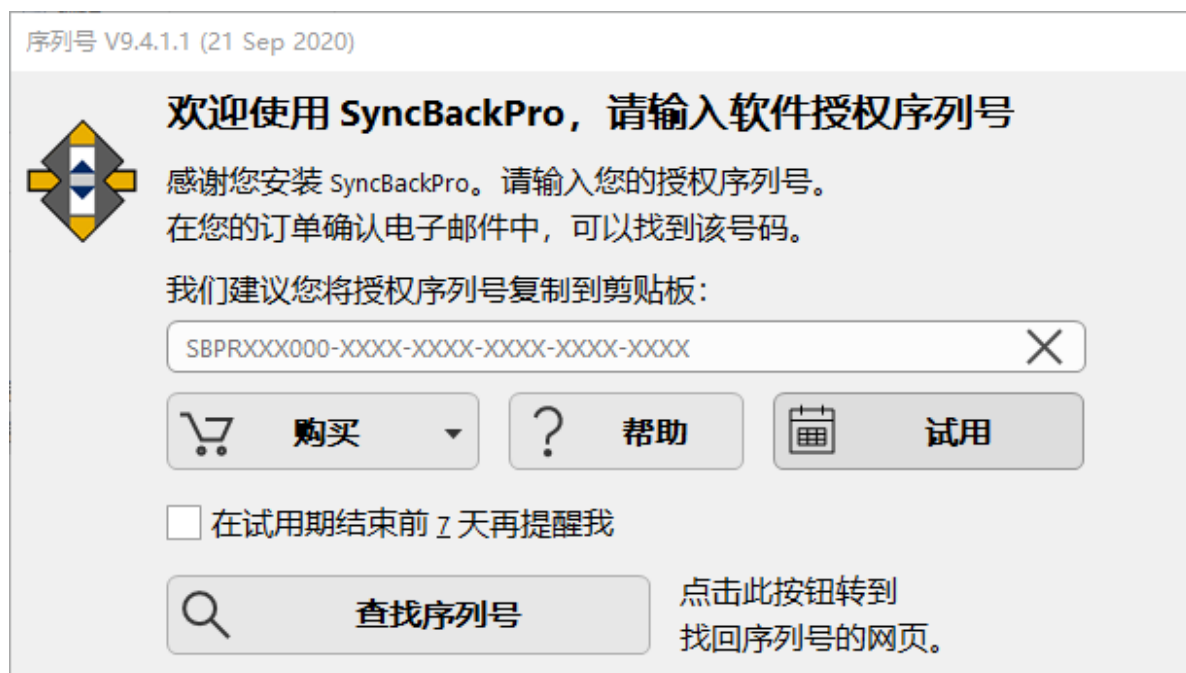 序列号 V9.4.1.1 (21 Sep 2020)
欢迎使用 SyncBackPro，请输入软件授权序列号
感谢您安装 SyncBackPro。请输入您的授权序列号。
在您的订单确认电子邮件中，可以找到该号码。
我们建议您将授权序列号复制到剪贴板：
SBPRXXX000-XXXX-XXXX-XXXX-XXXX-XXXX
购买
帮助
试用
在试用期结束前 7 天再提醒我
查找序列号
点击此按钮转到
找回序列号的网页。